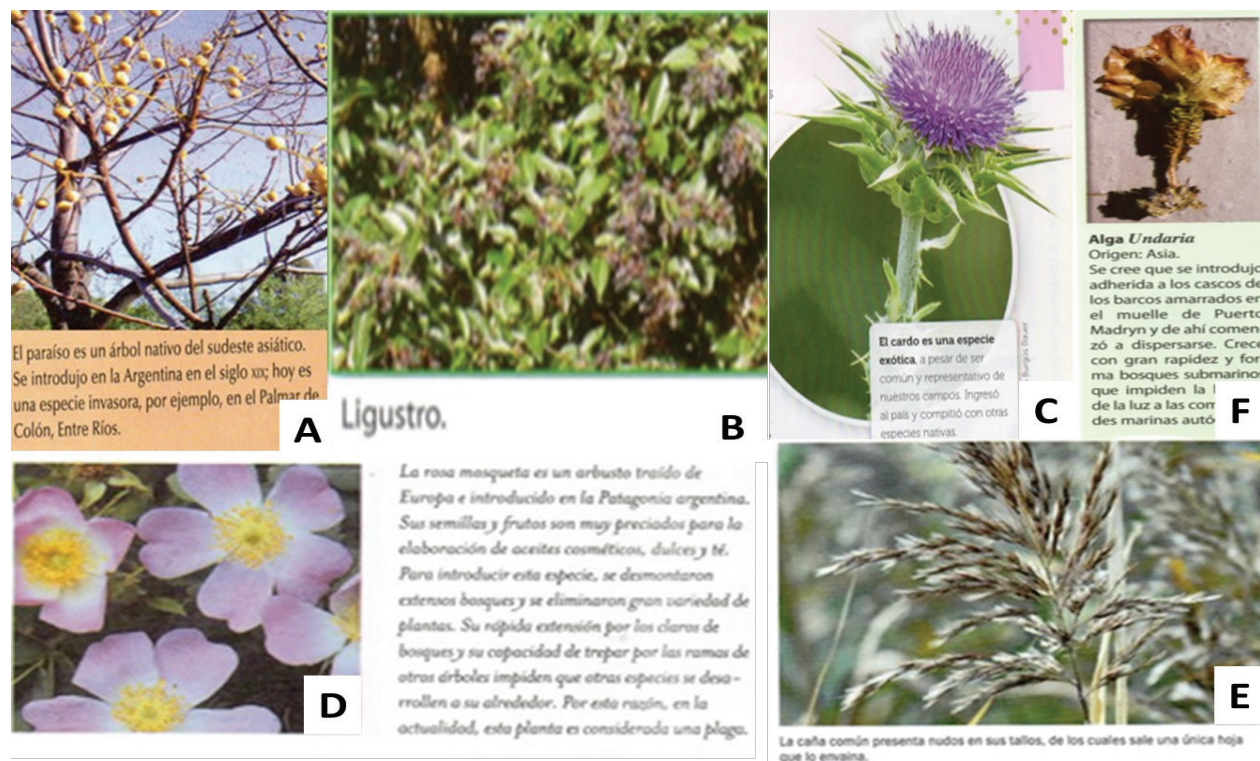 El paraíso es un árbol nativo del sudeste asiático.
Se introdujo en la Argentina en el siglo XIX; hoy es
una especie invasora, por ejemplo, en el Palmar de
Colón, Entre Ríos.
A
Ligustro.
B
El cardo es una especie
exótica, a pesar de ser
común y representativo de
nuestros campos. Ingresó
al país y compitió con otras
especies nativas.
Burgos Bauer
C
Alga Undaria
Origen: Asia.
Se cree que se introdujo
adherida a los cascos de
los barcos amarrados en
el muelle de Puerto
Madryn y de ahí comen
zó a dispersarse. Crece
con gran rapidez y for
ma bosques submarinos
que impiden la
de la luz a las com
des marinas autó
F
D
La rosa mosqueta es un arbusto traído de
Europa e introducido en la Patagonia argentina.
Sus semillas y frutos son muy preciados para la
elaboración de aceites cosméticos, dulces y té.
Para introducir esta especie, se desmontaron
extensos bosques y se eliminaron gran variedad de
plantas. Su rápida extensión por los claros de
bosques y su capacidad de trepar por las ramas de
otros árboles impiden que otras especies se desa-
rrollen a su alrededor. Por esta razón, en la
actualidad, esta planta es considerada una plaga.
E
La caña común presenta nudos en sus tallos, de los cuales sale una única hoja
que lo envaina.